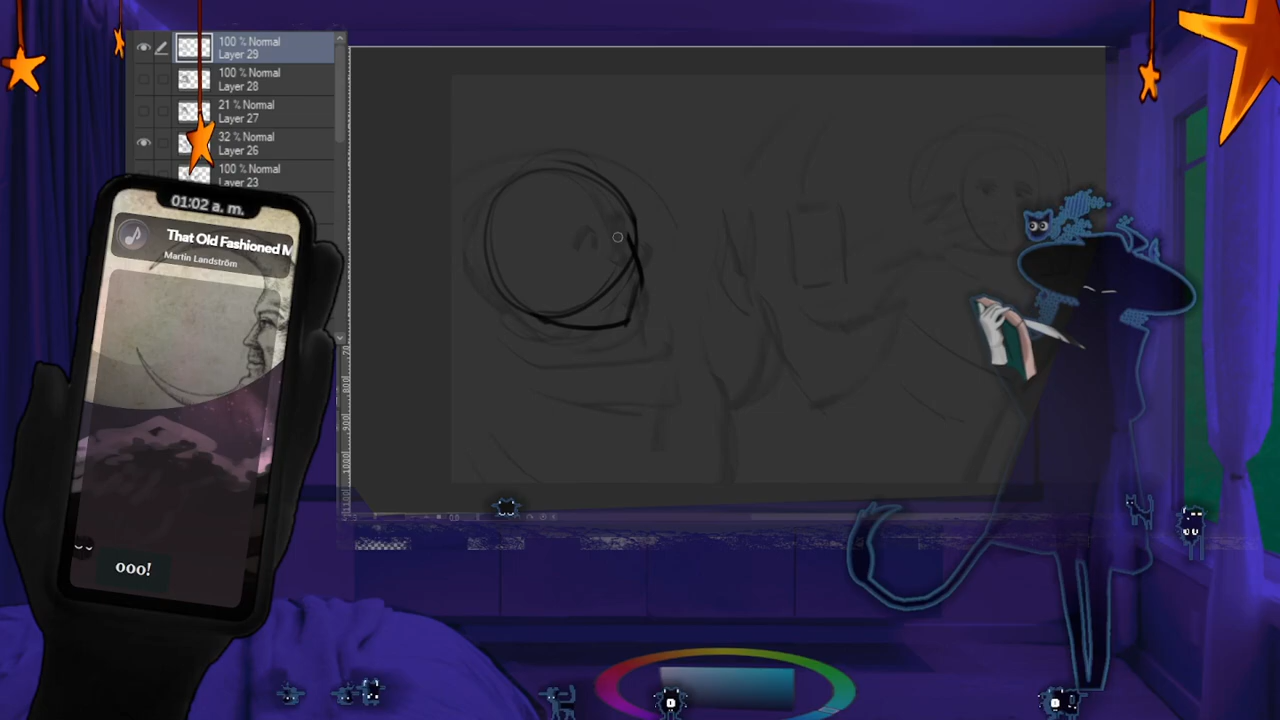 100 % Normal
Layer 29
100 % Normal
Layer 28
21 % Normal
Layer 27
32 % Normal
Layer 26
100 % Normal
Layer 23
01:02 a. m.
That Old Fashioned M
Martin Landström
ooo!